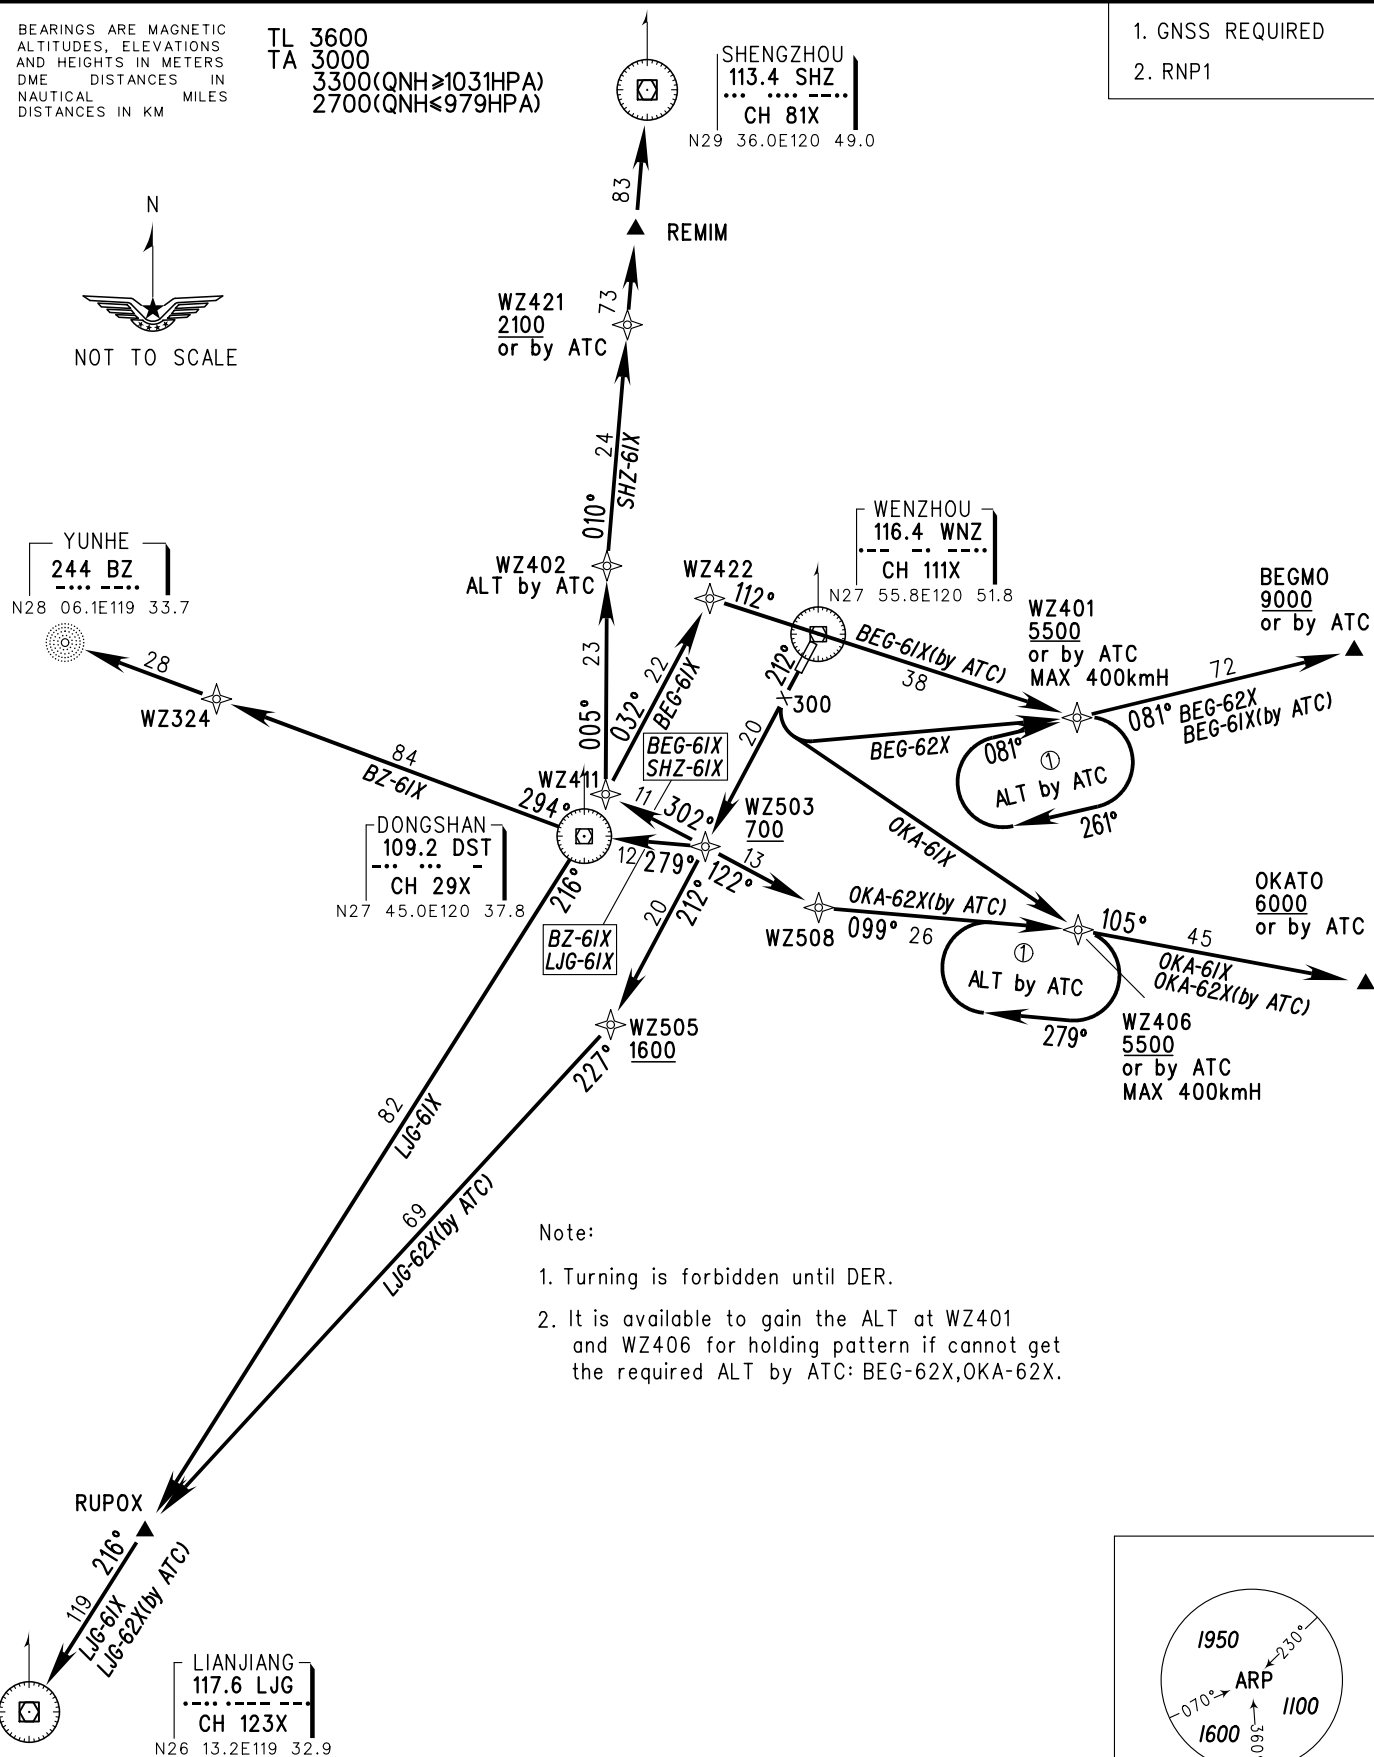 BEARINGS ARE MAGNETIC
ALTITUDES, ELEVATIONS
AND HEIGHTS IN METERS
DME DISTANCES IN
NAUTICAL MILES
DISTANCES IN KM
TL 3600
TA 3000
3300(QNH≥1031HPA)
2700(QNH≤979HPA)
SHENGZHOU
113.4 SHZ
CH 81X
N29 36.0E120 49.0
1. GNSS REQUIRED
2. RNP1
N
NOT TO SCALE
83
REMIM
73
WZ421
2100
or by ATC
24
SHZ-61X
010°
WZ402
ALT by ATC
YUNHE
244 BZ
N28 06.1E119 33.7
28
WZ324
84
BZ-61X
294°
WZ422
112°
WENZHOU
116.4 WNZ
CH 111X
N27 55.8E120 51.8
BEG-61X(by ATC)
38
WZ401
5500
or by ATC
MAX 400kmH
BEGMO
9000
or by ATC
72
081°
BEG-62X
BEG-61X(by ATC)
23
005°
22
032°
BEG-61X
212°
300
20
BEG-62X
081°
1
ALT by ATC
261°
BEG-61X
SHZ-61X
WZ411
11
302°
WZ503
700
DONGSHAN
109.2 DST
CH 29X
N27 45.0E120 37.8
12
279°
13
122°
OKA-61X
216°
20
212°
BZ-61X
LJG-61X
WZ508
OKA-62X(by ATC)
099°
26
1
ALT by ATC
279°
105°
45
OKA-61X
OKA-62X(by ATC)
OKATO
6000
or by ATC
WZ406
5500
or by ATC
MAX 400kmH
WZ505
1600
227°
82
LJG-61X
69
LJG-62X(by ATC)
Note:
1. Turning is forbidden until DER.
2. It is available to gain the ALT at WZ401
and WZ406 for holding pattern if cannot get
the required ALT by ATC: BEG-62X,OKA-62X.
RUPOX
216°
119
LJG-61X
LJG-62X(by ATC)
LIANJIANG
117.6 LJG
CH 123X
N26 13.2E119 32.9
1950
230°
ARP
070°
1100
1600
360°